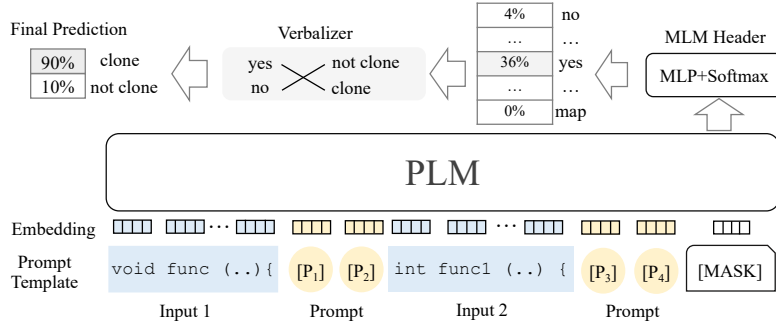 Final Prediction
90% clone
10% not clone
Verbalizer
yes not clone
no clone
4% no
... ...
36% yes
... ...
0% map
MLM Header
MLP+Softmax
PLM
Embedding ... ...
Prompt Template
void func (..){ [P1] [P2] int func1 (..) { [P3] [P4] [MASK]
Input 1 Prompt Input 2 Prompt